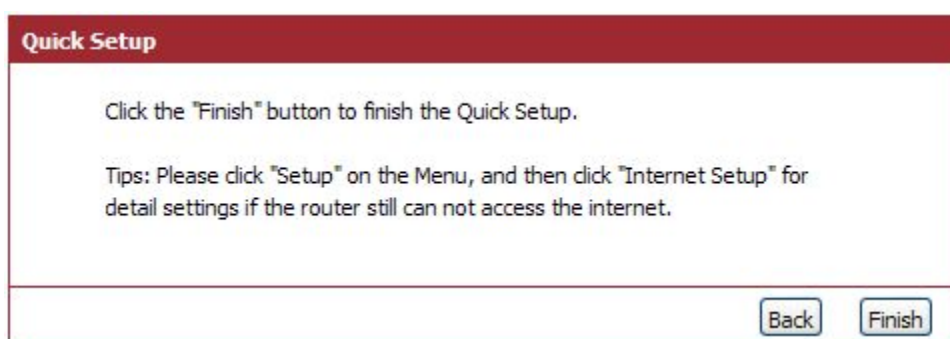 Quick Setup
Click the "Finish" button to finish the Quick Setup.
Tips: Please click "Setup" on the Menu, and then click "Internet Setup" for
detail settings if the router still can not access the internet.
Back Finish